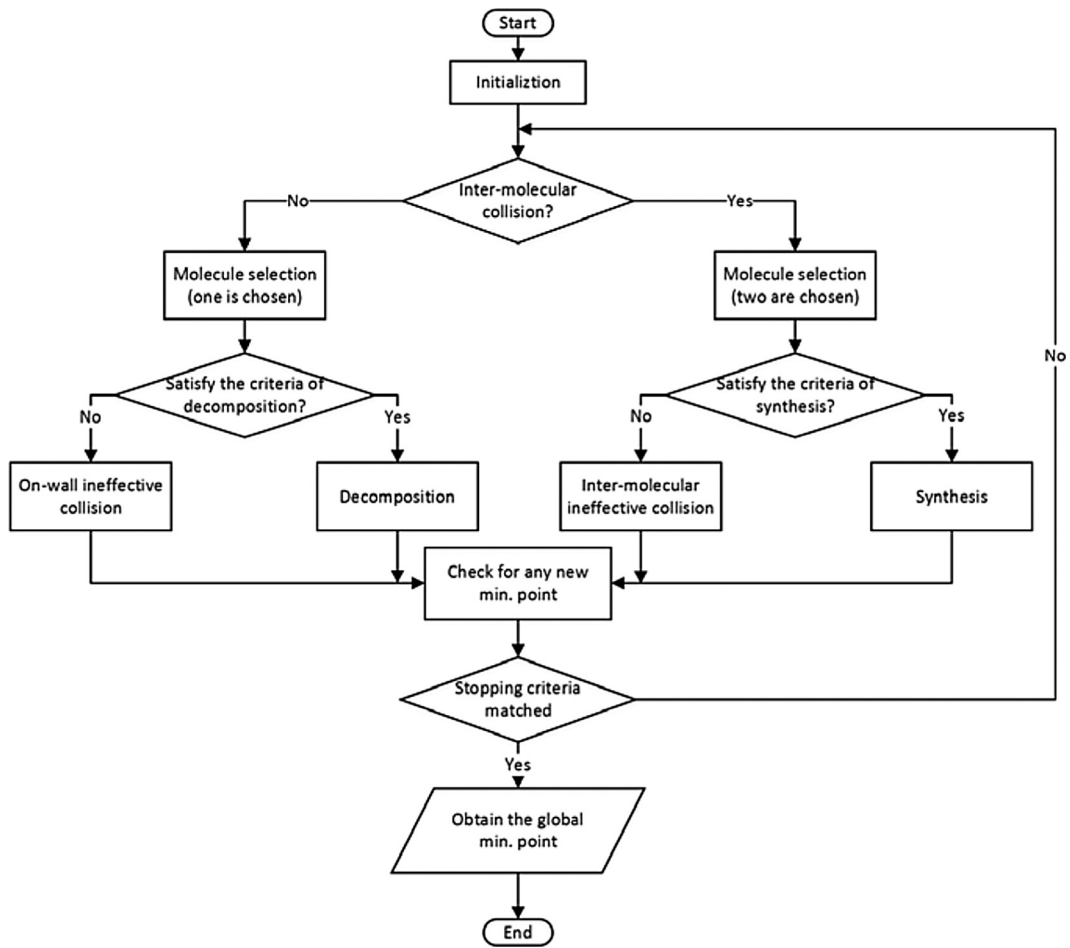 Start
Initializtion
Inter-molecular
collision?
No
Yes
Molecule selection
(one is chosen)
Molecule selection
(two are chosen)
No
Satisfy the criteria of
decomposition?
Satisfy the criteria of
synthesis?
No
Yes
No
Yes
On-wall ineffective
collision
Decomposition
Inter-molecular
ineffective collision
Synthesis
Check for any new
min. point
Stopping criteria
matched
Yes
Obtain the global
min. point
End